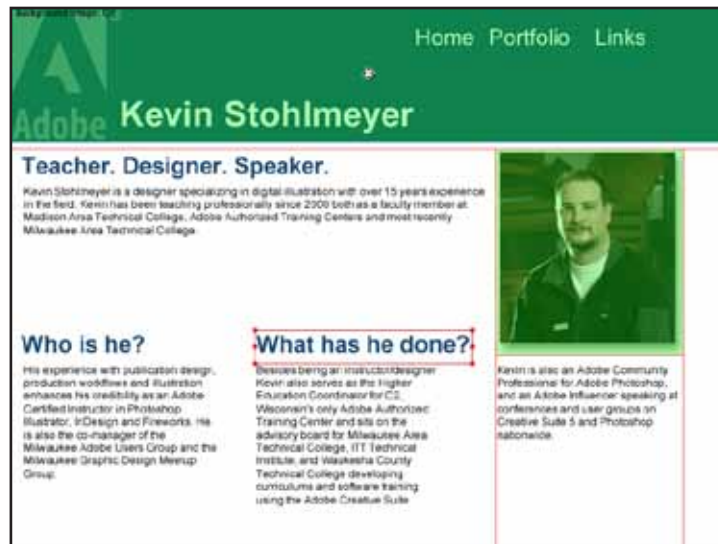 Background Image:
Home Portfolio Links
Adobe
Kevin Stohlmeyer
Teacher. Designer. Speaker.
Kevin Stohlmeyer is a designer specializing in digital illustration with over 15 years experience
in the field. Kevin has been teaching professionally since 2000 both as a faculty member at
Madison Area Technical College, Adobe Authorized Training Centers and most recently
Milwaukee Area Technical College.
Who is he?
His experience with publication design,
production workflows and illustration
enhances his credibility as an Adobe
Certified Instructor in Photoshop
Illustrator, InDesign and Fireworks. He
is also the co-manager of the
Milwaukee Adobe Users Group and the
Milwaukee Graphic Design Meetup
Group.
What has he done?
Besides being an instructor/designer
Kevin also serves as the Higher
Education Coordinator for C2,
Wisconsin's only Adobe Authorized
Training Center and sits on the
advisory board for Milwaukee Area
Technical College, ITT Technical
Institute, and Waukesha County
Technical College developing
curriculums and software training
using the Adobe Creative Suite
Kevin is also an Adobe Community
Professional for Adobe Photoshop,
and an Adobe Influencer speaking at
conferences and user groups on
Creative Suite 5 and Photoshop
nationwide.